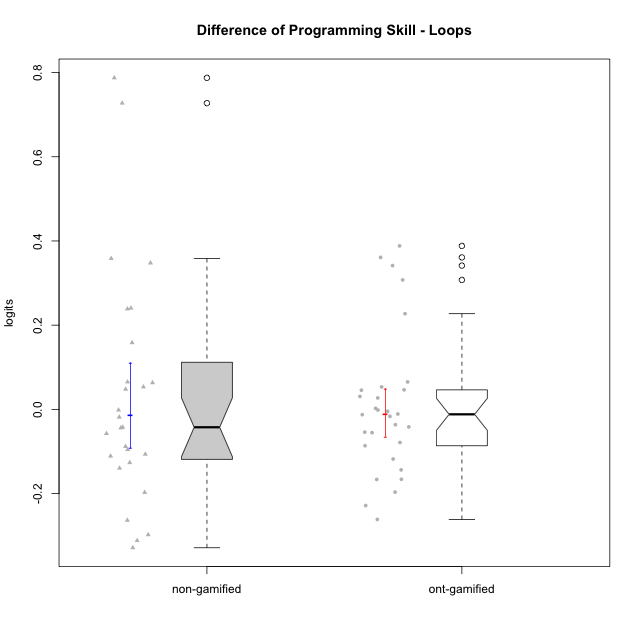 Difference of Programming Skill - Loops
logits
0.8
0.6
0.4
0.2
0.0
-0.2
non-gamified
ont-gamified